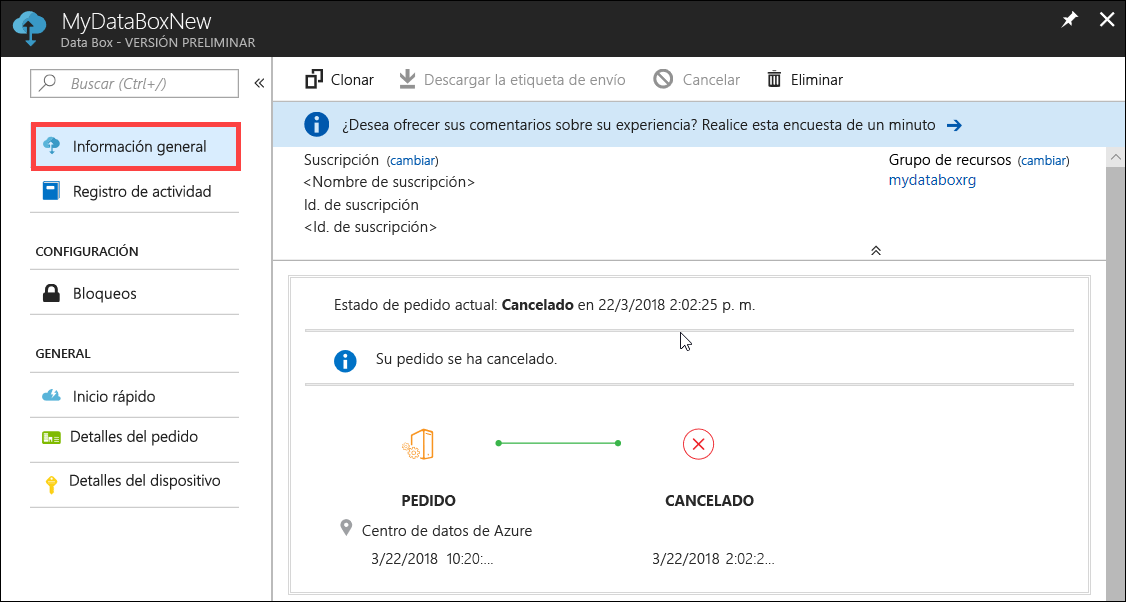 MyDataBoxNew
Data Box - VERSIÓN PRELIMINAR
Buscar (Ctrl+/)
Información general
Registro de actividad
CONFIGURACIÓN
Bloqueos
GENERAL
Inicio rápido
Detalles del pedido
Detalles del dispositivo
Clonar Descargar la etiqueta de envío Cancelar Eliminar
¿Desea ofrecer sus comentarios sobre su experiencia? Realice esta encuesta de un minuto
Suscripción (cambiar)
<Nombre de suscripción>
Id. de suscripción
<Id. de suscripción>
Grupo de recursos (cambiar)
mydataboxrg
Estado de pedido actual: Cancelado en 22/3/2018 2:02:25 p. m.
Su pedido se ha cancelado.
PEDIDO CANCELADO
Centro de datos de Azure
3/22/2018 10:20:... 3/22/2018 2:02:2...